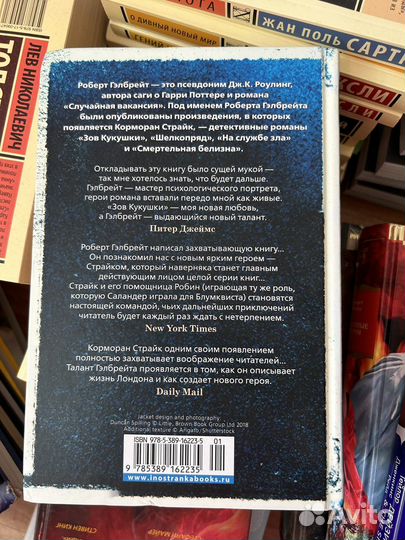 Роберт Гэлбрейт — это псевдоним Дж.К. Роулинг,
автора саги о Гарри Поттере и романа
«Случайная вакансия». Под именем Роберта Гэлбрейта
были опубликованы произведения, в которых
появляется Корморан Страйк, — детективные романы
«Зов Кукушки», «Шелкопряд», «На службе зла»
и «Смертельная белизна».
Откладывать эту книгу было сущей мукой —
так мне хотелось знать, что будет дальше.
Гэлбрейт — мастер психологического портрета,
герои романа вставали передо мной как живые.
«Зов Кукушки» — моя новая любовь,
а Гэлбрейт — выдающийся новый талант.
Питер Джеймс
Роберт Гэлбрейт написал захватывающую книгу...
Он познакомил нас с новым ярким героем —
Страйком, который наверняка станет главным
действующим лицом целой серии книг...
Страйк и его помощница Робин (играющая ту же роль,
которую Саландер играла для Блумквиста) становятся
настоящей командой, чьих дальнейших приключений
читатель будет каждый раз ждать с нетерпением.
New York Times
Корморан Страйк одним своим появлением
полностью захватывает воображение читателей...
Талант Гэлбрейта проявляется в том, как он описывает
жизнь Лондона и как создает нового героя.
Daily Mail
jacket design and photography:
Duncan Spilling © Little, Brown Book Group Ltd 2018
Additional texture © Arigato/Shutterstock
ISBN 978-5-389-16223-5
01
9 785389 162235
www.inostrankabooks.ru
ЛЕВ НИКОЛАЕВИЧ
О ДИВНЫЙ НОВЫЙ МИР
ЖАН ПОЛЬ САРТР
СТИВЕН КИНГ
Avito